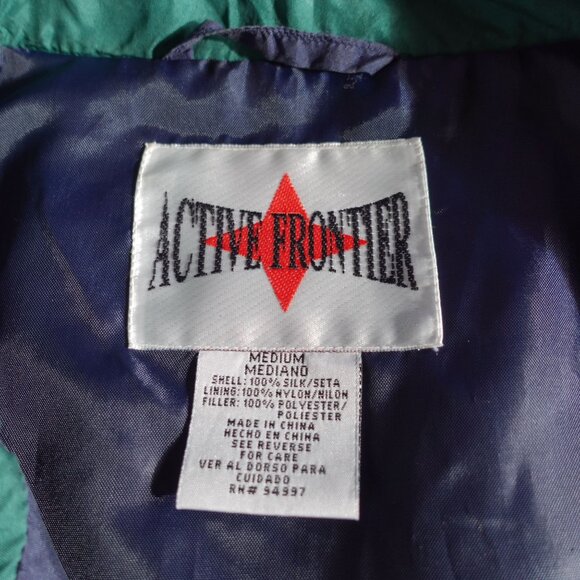 ACTIVE FRONTIER
MEDIUM
MEDIANO
SHELL: 100% SILK/SETA
LINING: 100% NYLON/NILON
FILLER: 100% POLYESTER/
POLIESTER
MADE IN CHINA
HECHO EN CHINA
SEE REVERSE
FOR CARE
VER AL DORSO PARA
CUIDADO
RN# 94997